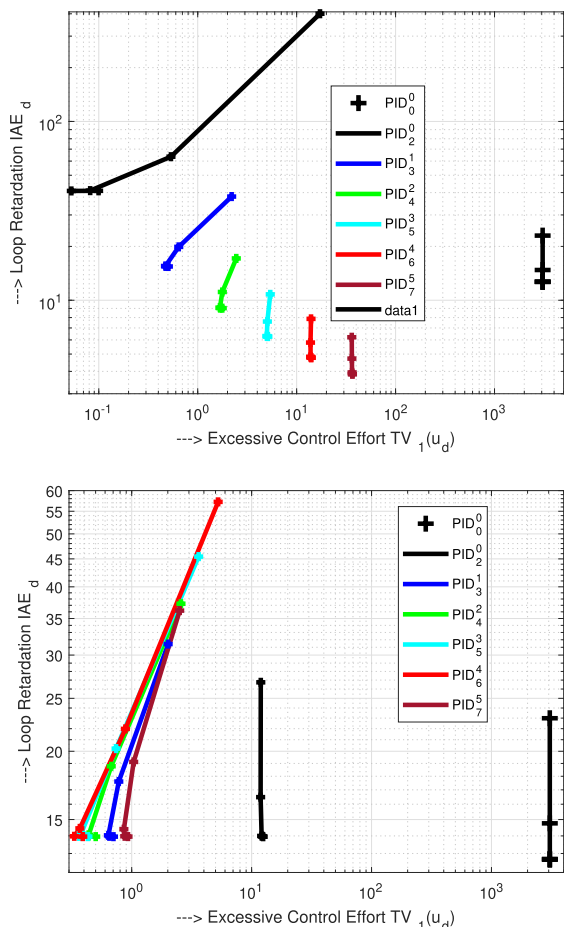 ---> Loop Retardation IAE_d
10^2
10^1
PID^0_0
PID^0_2
PID^1_3
PID^2_4
PID^3_5
PID^4_6
PID^5_7
data1
10^-1 10^0 10^1 10^2 10^3
---> Excessive Control Effort TV_1(u_d)
---> Loop Retardation IAE_d
60
55
50
45
40
35
30
25
20
15
PID^0_0
PID^0_2
PID^1_3
PID^2_4
PID^3_5
PID^4_6
PID^5_7
10^0 10^1 10^2 10^3
---> Excessive Control Effort TV_1(u_d)